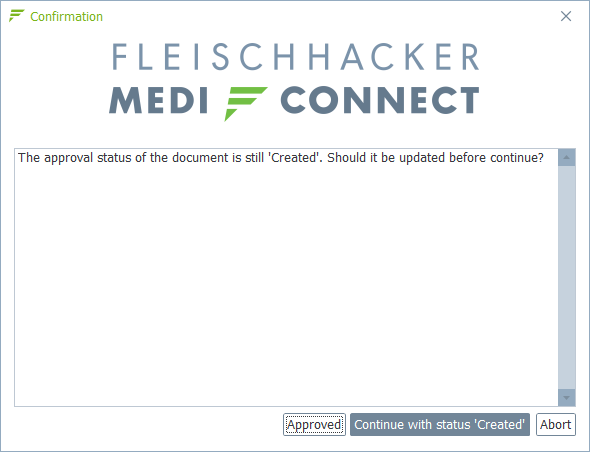 Confirmation
FLEISCHHACKER
MEDI CONNECT
The approval status of the document is still 'Created'. Should it be updated before continue?
Approved Continue with status 'Created' Abort